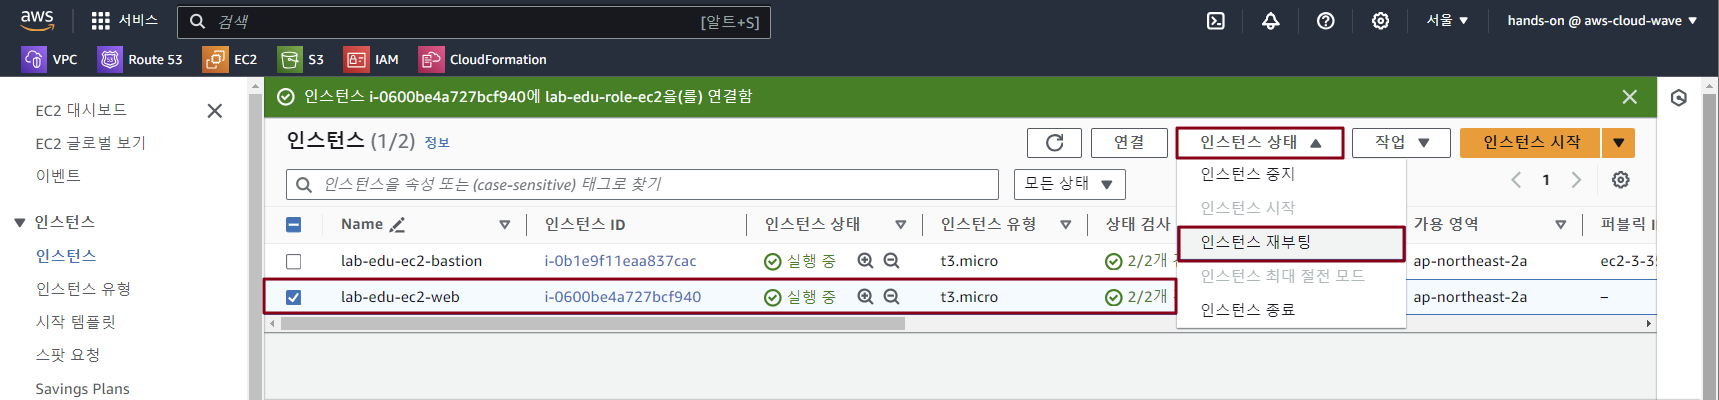 aws 서비스 검색 [알트+S] 서울 ▼ hands-on @ aws-cloud-wave ▼
VPC Route 53 EC2 S3 IAM CloudFormation
EC2 대시보드
EC2 글로벌 보기
이벤트
▼ 인스턴스
인스턴스
인스턴스 유형
시작 템플릿
스팟 요청
Savings Plans
인스턴스 i-0600be4a727bcf940에 lab-edu-role-ec2을(를) 연결함
인스턴스 (1/2) 정보
연결 인스턴스 상태 ▲ 작업 ▼ 인스턴스 시작 ▼
인스턴스을 속성 또는 (case-sensitive) 태그로 찾기 모든 상태 ▼
1
인스턴스 중지
인스턴스 시작
인스턴스 재부팅
인스턴스 최대 절전 모드
인스턴스 종료
Name 인스턴스 ID 인스턴스 상태 인스턴스 유형 상태 검사 가용 영역 퍼블릭
lab-edu-ec2-bastion i-0b1e9f11eaa837cac 실행 중 t3.micro 2/2개 ap-northeast-2a ec2-3-35
lab-edu-ec2-web i-0600be4a727bcf940 실행 중 t3.micro 2/2개 ap-northeast-2a –